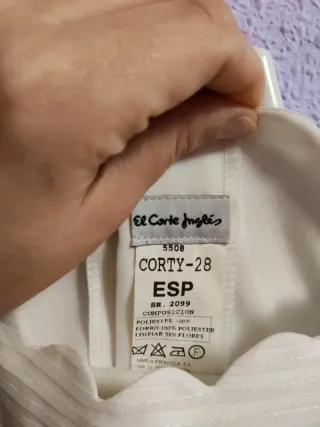 El Corte Inglés
5508
CORTY-28
ESP
SR. 2099
COMPOSICION
POLIESTER 100%
FORRO:100% POLIESTER
LIMPIAR SIN FLORES